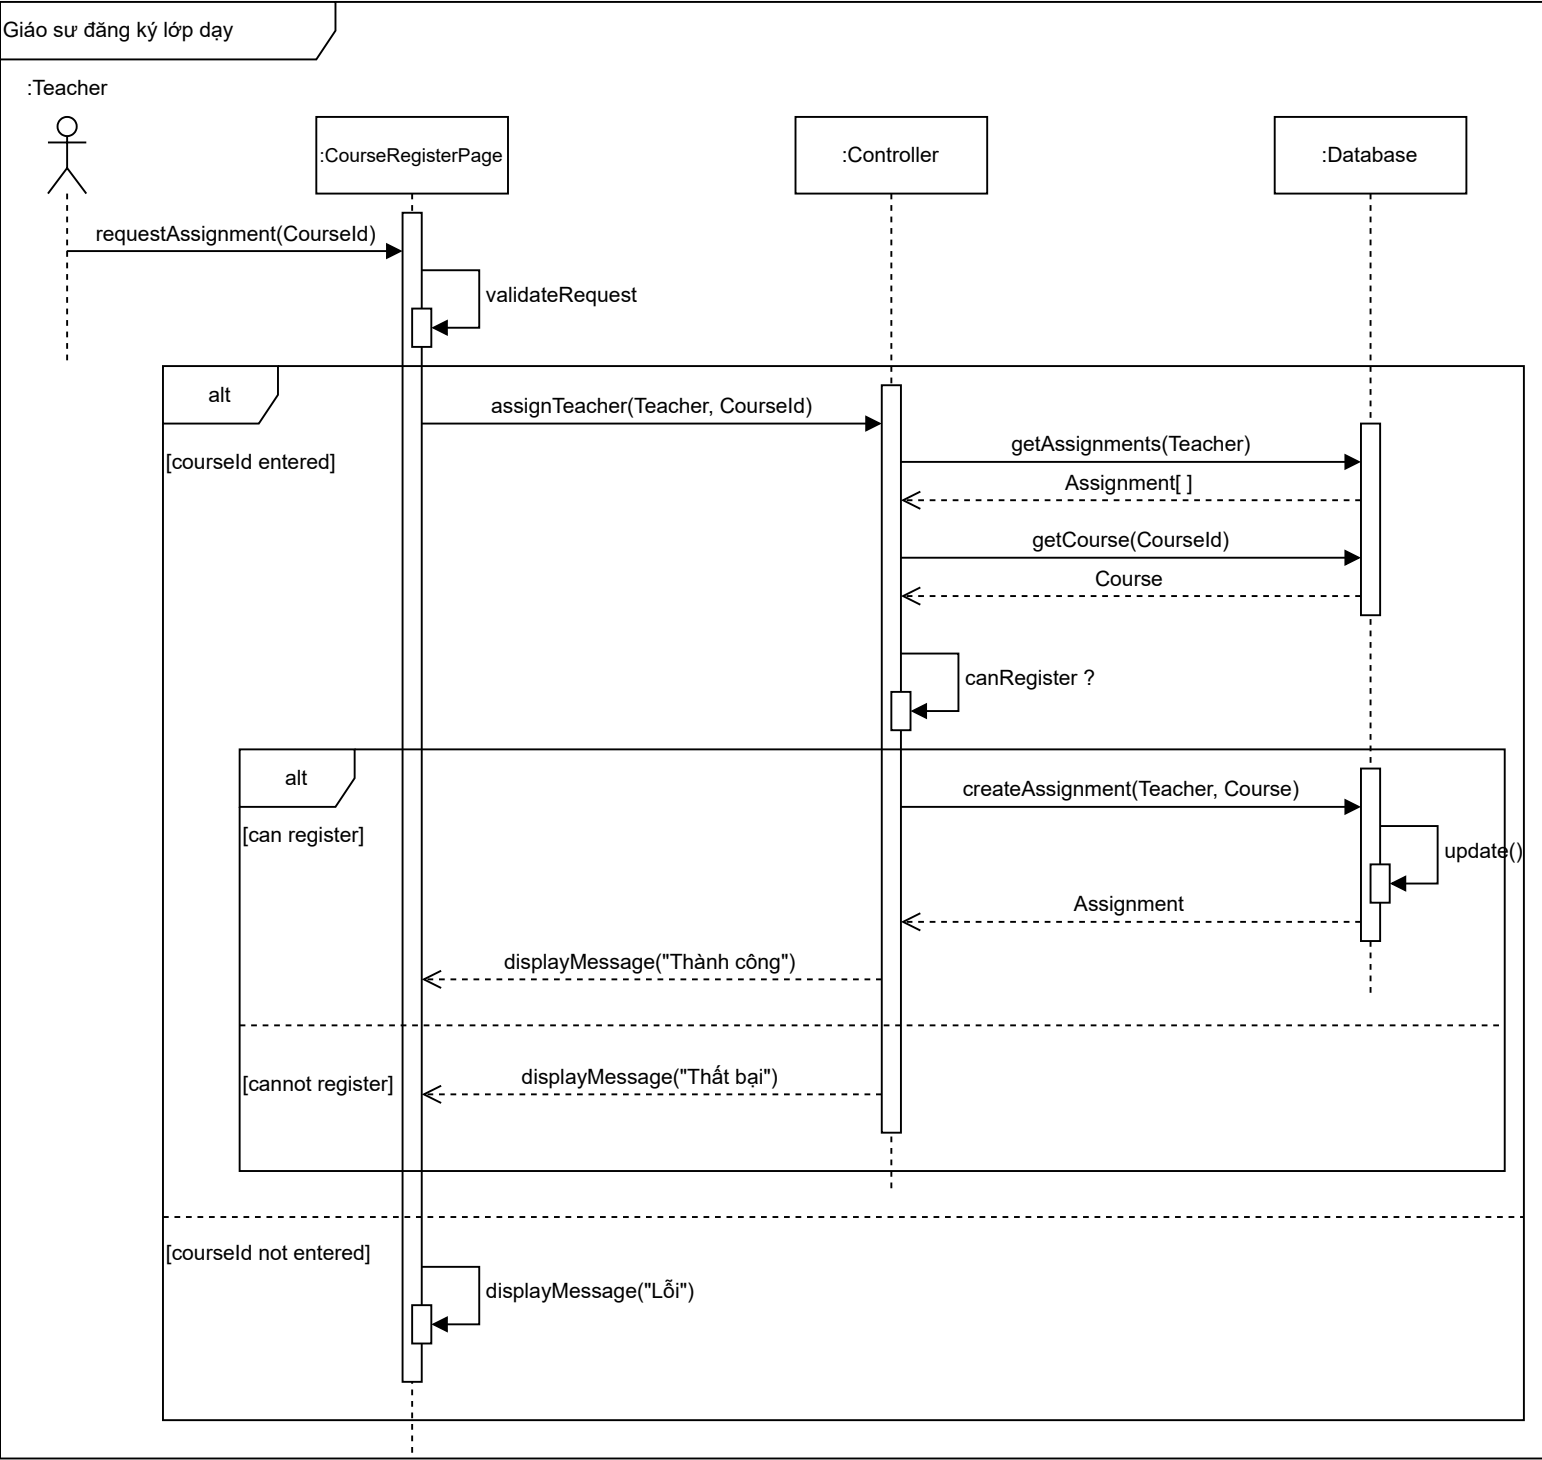 Giáo sư đăng ký lớp dạy
:Teacher
:CourseRegisterPage
:Controller
:Database
requestAssignment(CourseId)
validateRequest
alt
assignTeacher(Teacher, CourseId)
getAssignments(Teacher)
[courseId entered]
Assignment[ ]
getCourse(CourseId)
Course
canRegister ?
alt
createAssignment(Teacher, Course)
[can register]
update()
Assignment
displayMessage("Thành công")
[cannot register]
displayMessage("Thất bại")
[courseId not entered]
displayMessage("Lỗi")